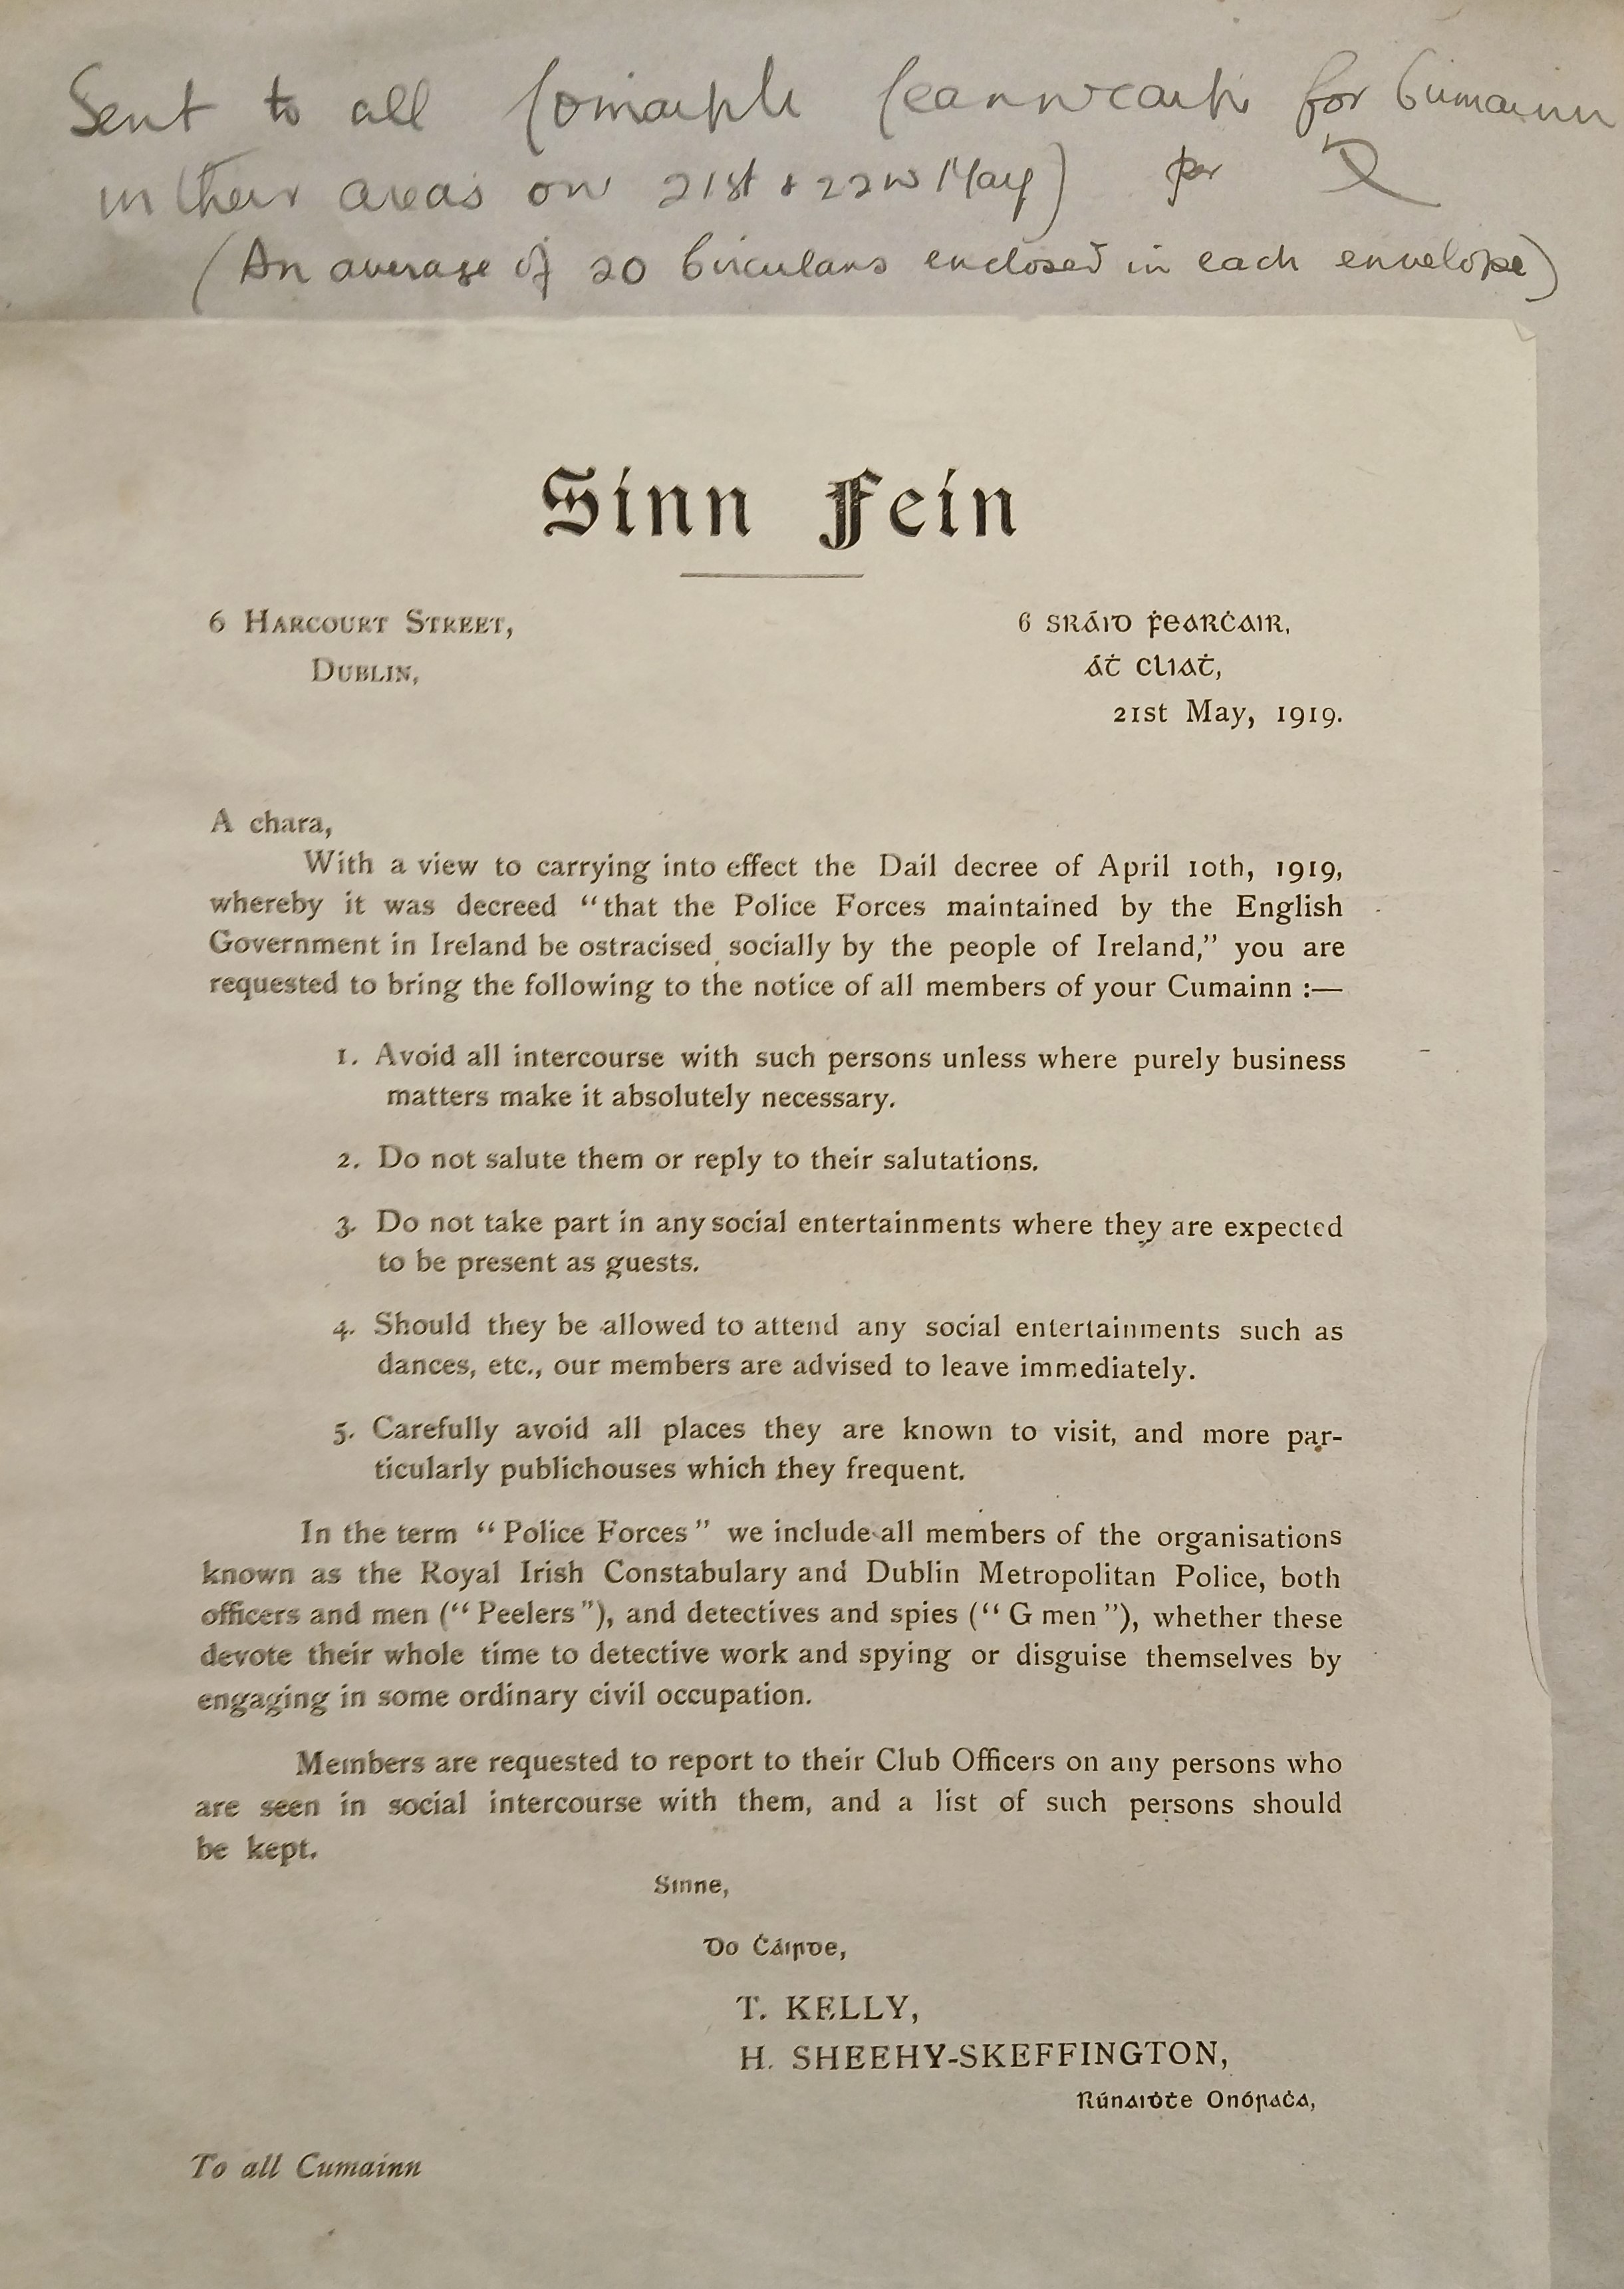 Sent to all Comairle Ceanncair for Cumainn
in their areas on 21st & 22nd May) per
(An average of 20 Circulars enclosed in each envelope)
Sinn Fein
6 Harcourt Street,
Dublin,
6 sráid ḟearċair,
áṫ cliaṫ,
21st May, 1919.
A chara,
With a view to carrying into effect the Dail decree of April 10th, 1919,
whereby it was decreed "that the Police Forces maintained by the English
Government in Ireland be ostracised socially by the people of Ireland," you are
requested to bring the following to the notice of all members of your Cumainn :—
1. Avoid all intercourse with such persons unless where purely business
matters make it absolutely necessary.
2. Do not salute them or reply to their salutations.
3. Do not take part in any social entertainments where they are expected
to be present as guests.
4. Should they be allowed to attend any social entertainments such as
dances, etc., our members are advised to leave immediately.
5. Carefully avoid all places they are known to visit, and more par-
ticularly publichouses which they frequent.
In the term "Police Forces" we include all members of the organisations
known as the Royal Irish Constabulary and Dublin Metropolitan Police, both
officers and men ("Peelers"), and detectives and spies ("G men"), whether these
devote their whole time to detective work and spying or disguise themselves by
engaging in some ordinary civil occupation.
Members are requested to report to their Club Officers on any persons who
are seen in social intercourse with them, and a list of such persons should
be kept.
Sinne,
Do Ċáirde,
T. KELLY,
H. SHEEHY-SKEFFINGTON,
Rúnaiḋṫe Onóraċa,
To all Cumainn